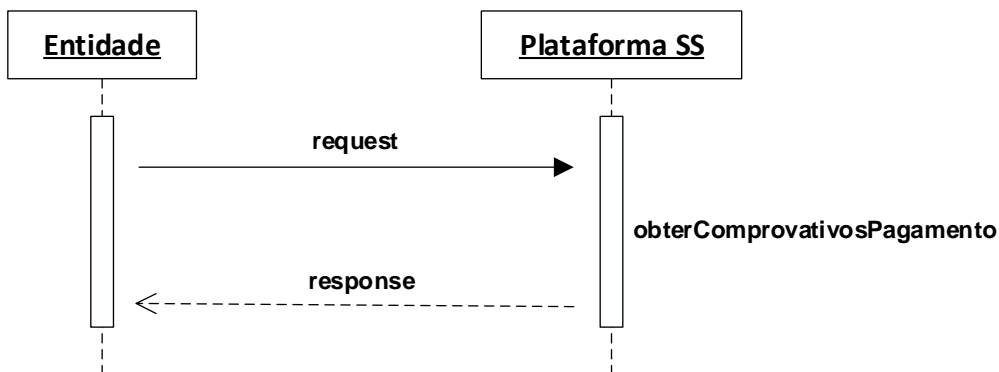 Entidade
Plataforma SS
request
obterComprovativosPagamento
response